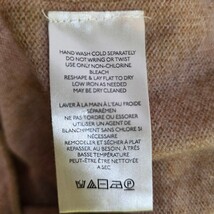 HAND WASH COLD SEPARATELY
DO NOT WRING OR TWIST
USE ONLY NON-CHLORINE
BLEACH
RESHAPE & LAY FLAT TO DRY
LOW IRON AS NEEDED
MAY BE DRY CLEANED
LAVER À LA MAIN À L'EAU FROIDE
SÉPARÉMEN
NE PAS TORDRE OU ESSORER
UTILISER UN AGENT DE
BLANCHIMENT SANS CHLORE SI
NÉCESSAIRE
REMODELER ET SÉCHER À PLAT
REPASSER, AU BESOIN, À TRÈS
BASSE TEMPÉRATURE
PEUT-ÊTRE ÊTRE NETTOYÉE
A SEC